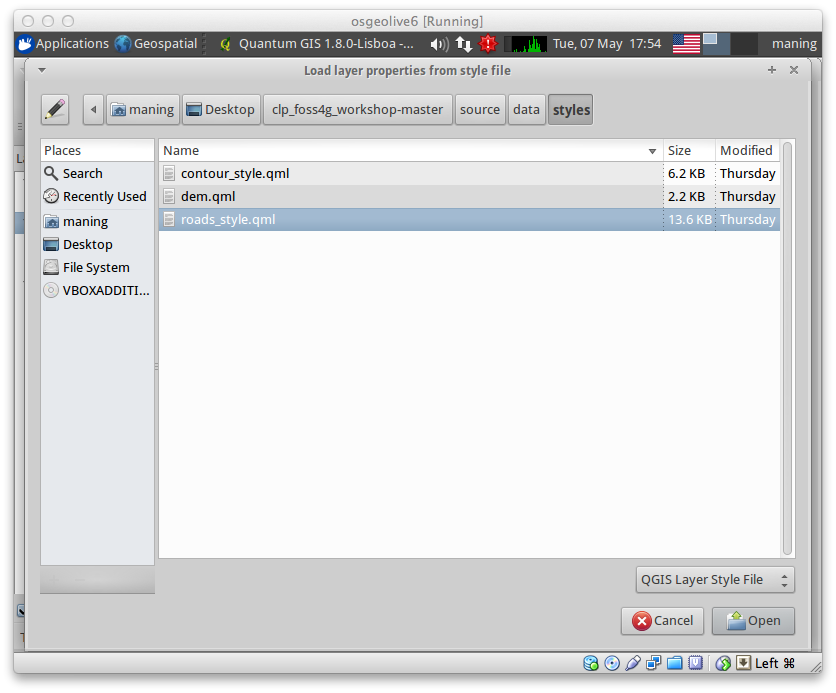 osgeolive6 [Running]
Applications Geospatial Quantum GIS 1.8.0-Lisboa -... Tue, 07 May 17:54 maning
Load layer properties from style file
maning Desktop clp_foss4g_workshop-master source data styles
Places Name Size Modified
Search contour_style.qml 6.2 KB Thursday
Recently Used dem.qml 2.2 KB Thursday
maning roads_style.qml 13.6 KB Thursday
Desktop
File System
VBOXADDITI...
QGIS Layer Style File
Cancel Open
Left ⌘